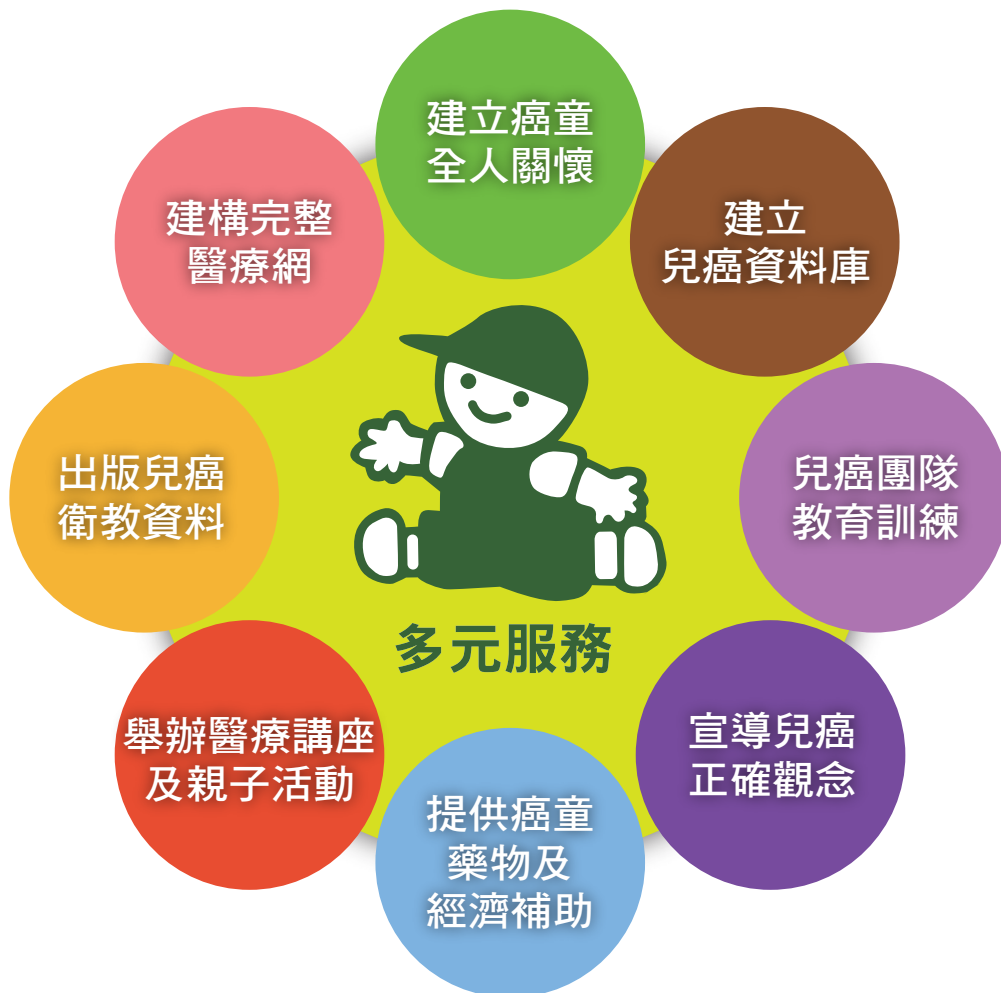 建立癌童
全人關懷
建立
兒癌資料庫
兒癌團隊
教育訓練
宣導兒癌
正確觀念
提供癌童
藥物及
經濟補助
舉辦醫療講座
及親子活動
出版兒癌
衛教資料
建構完整
醫療網
多元服務